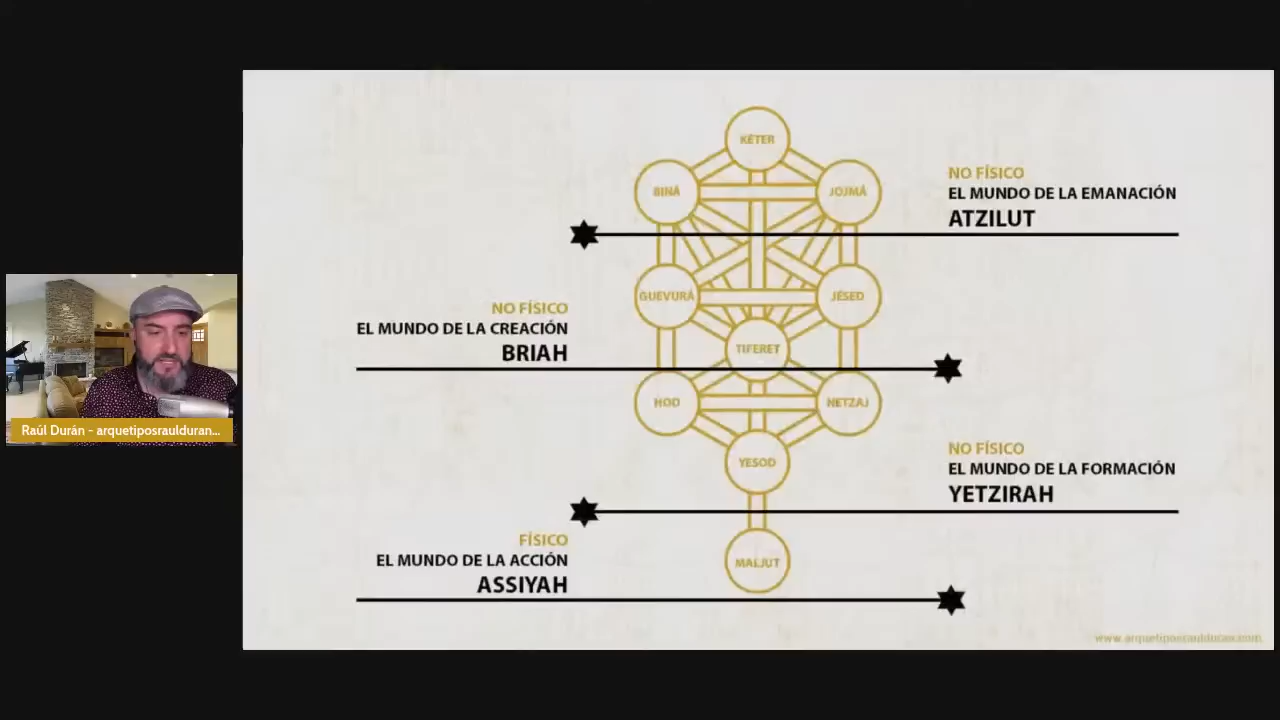 KÉTER
BINÁ
JOJMÁ
NO FÍSICO
EL MUNDO DE LA EMANACIÓN
ATZILUT
GUEVURÁ
JÉSED
NO FÍSICO
EL MUNDO DE LA CREACIÓN
BRIAH
TIFERET
HOD
NETZAJ
YESOD
NO FÍSICO
EL MUNDO DE LA FORMACIÓN
YETZIRAH
FÍSICO
EL MUNDO DE LA ACCIÓN
ASSIYAH
MALJUT
Raúl Durán - arquetiposraulduran...
www.arquetiposraulduran.com